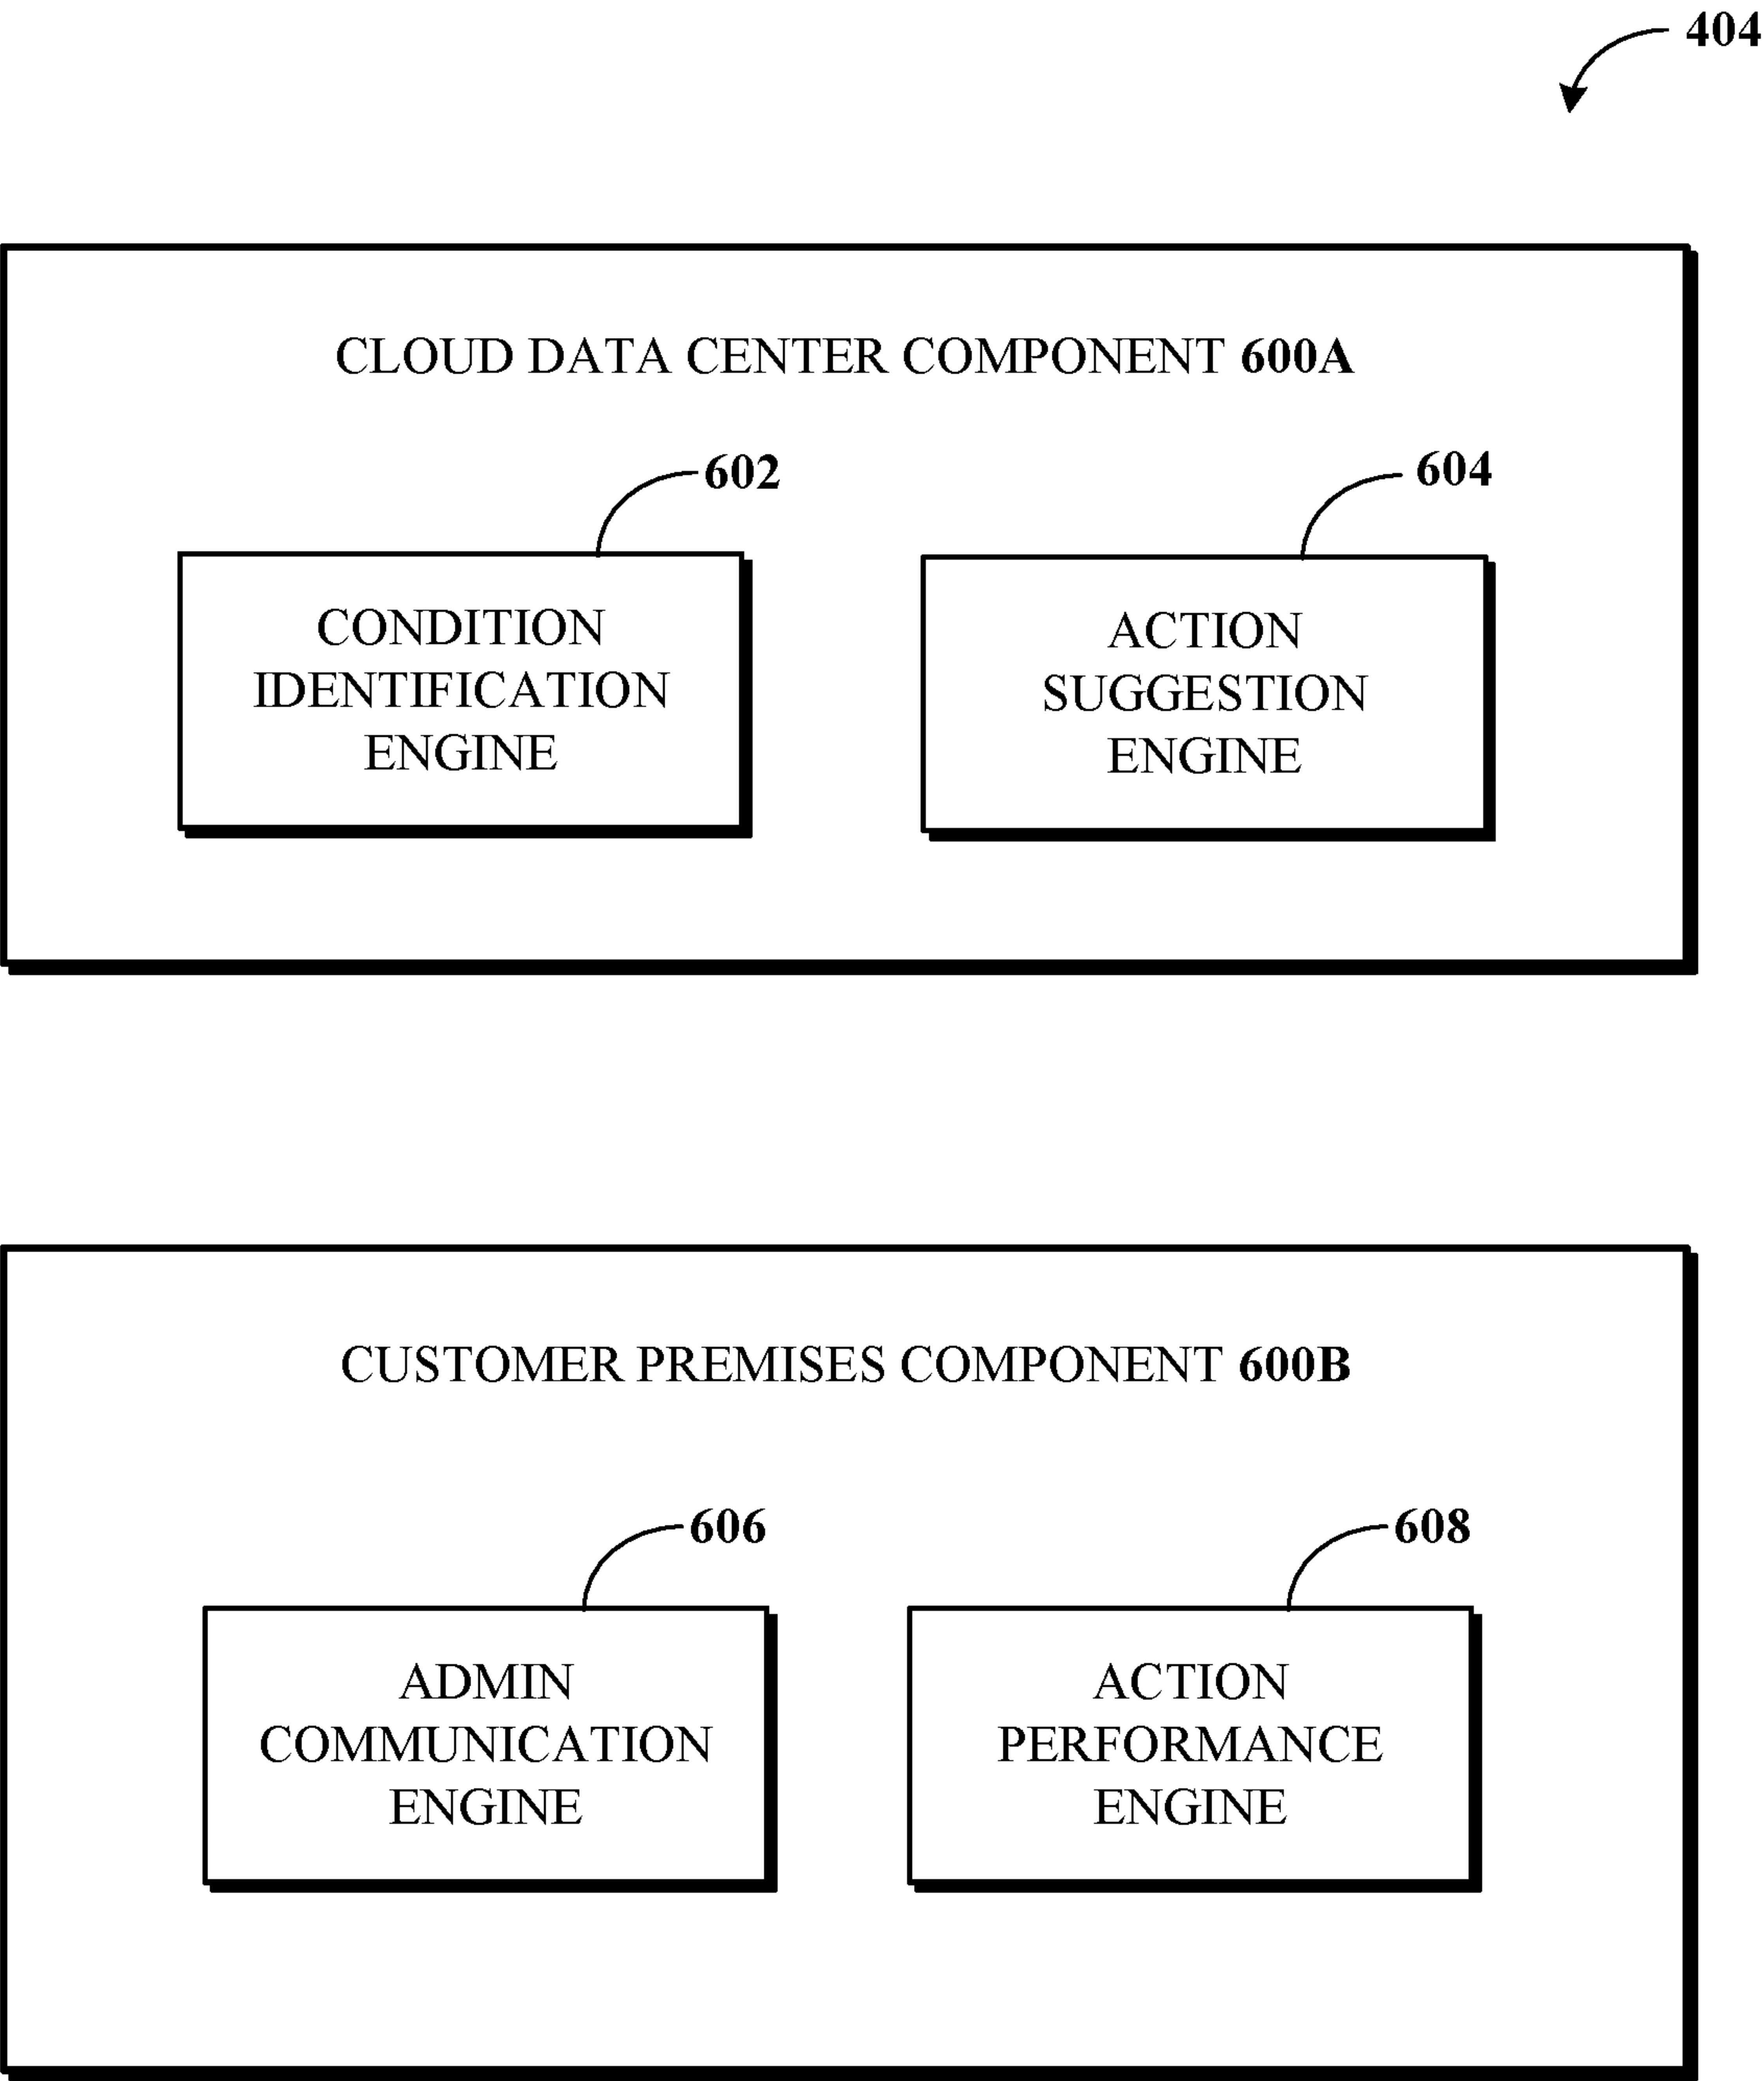 404
CLOUD DATA CENTER COMPONENT 600A
602
604
CONDITION
IDENTIFICATION
ENGINE
ACTION
SUGGESTION
ENGINE
CUSTOMER PREMISES COMPONENT 600B
606
608
ADMIN
COMMUNICATION
ENGINE
ACTION
PERFORMANCE
ENGINE